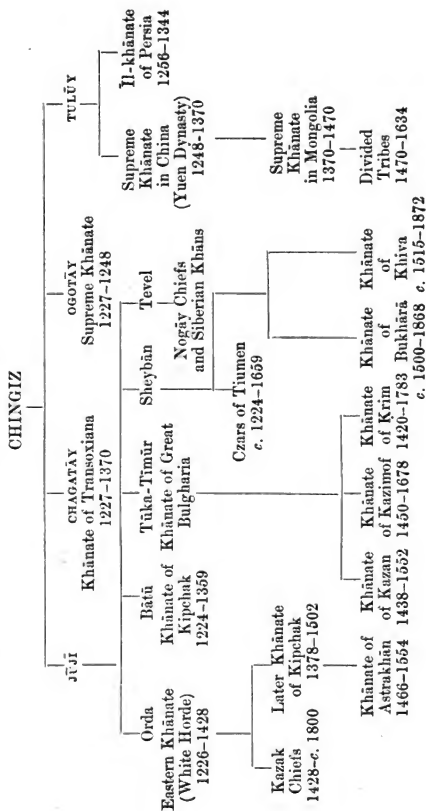 CHINGIZ
JŪJĪ
CHAGATĀY
Khānate of Transoxiana
1227–1370
OGOTĀY
Supreme Khānate
1227–1248
TULŪY
Orda
Eastern Khānate
(White Horde)
1226–1428
Bātū
Khānate of
Kipchak
1224–1359
Tūka-Tīmūr
Khānate of Great
Bulgharia
Sheybān
Tevel
Nogāy Chiefs
and Siberian Khāns
Supreme
Khānate
in China
(Yuen Dynasty)
1248-1370
Īl-khānate
of Persia
1256–1344
Czars of Tiumen
c. 1224–1659
Supreme
Khānate
in Mongolia
1370-1470
Kazak
Chiefs
1428–c. 1800
Later Khānate
of Kipchak
1378–1502
Khānate
of Kazan
1438–1552
Khānate
of Kazimof
1450–1678
Khānate
of Krim
1420–1783
Khānate
of
Bukhārā
c. 1500–1868
Khānate
of
Khiva
c. 1515–1872
Divided
Tribes
1470–1634
Khānate of
Astrakhān
1466–1554